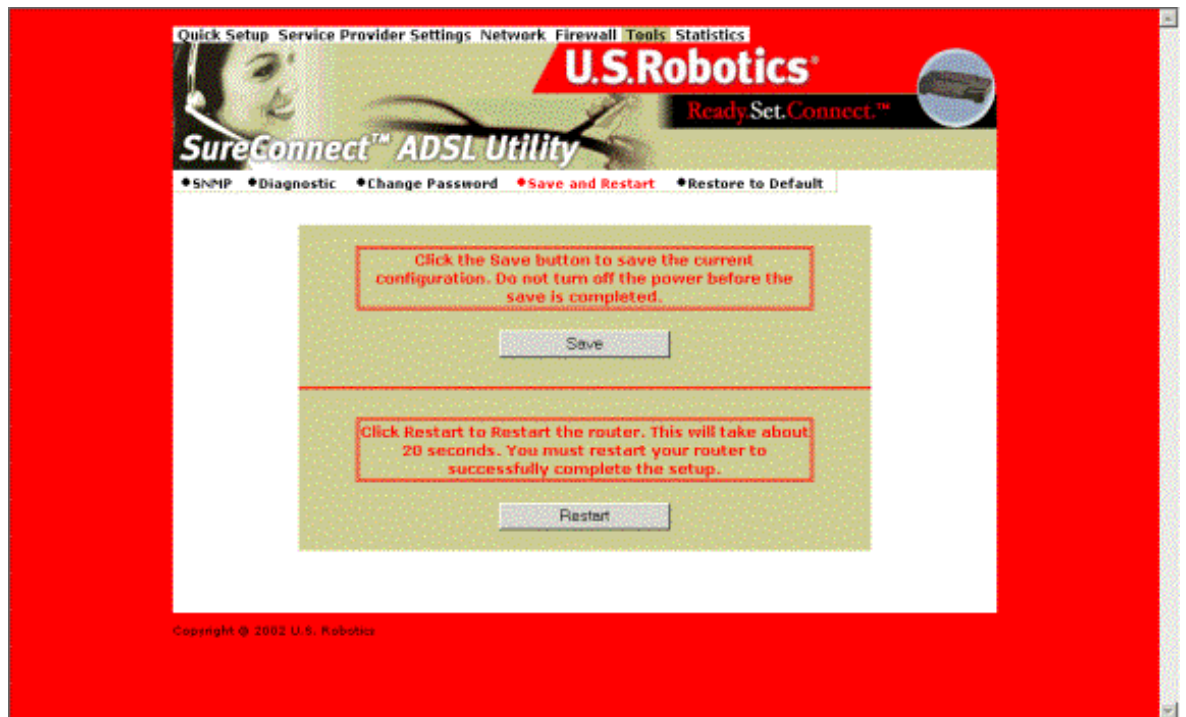 Quick Setup Service Provider Settings Network Firewall Tools Statistics
U.S.Robotics®
Ready.Set.Connect.™
SureConnect™ ADSL Utility
•SNMP •Diagnostic •Change Password •Save and Restart •Restore to Default
Click the Save button to save the current
configuration. Do not turn off the power before the
save is completed.
Save
Click Restart to Restart the router. This will take about
20 seconds. You must restart your router to
successfully complete the setup.
Restart
Copyright @ 2002 U.S. Robotics